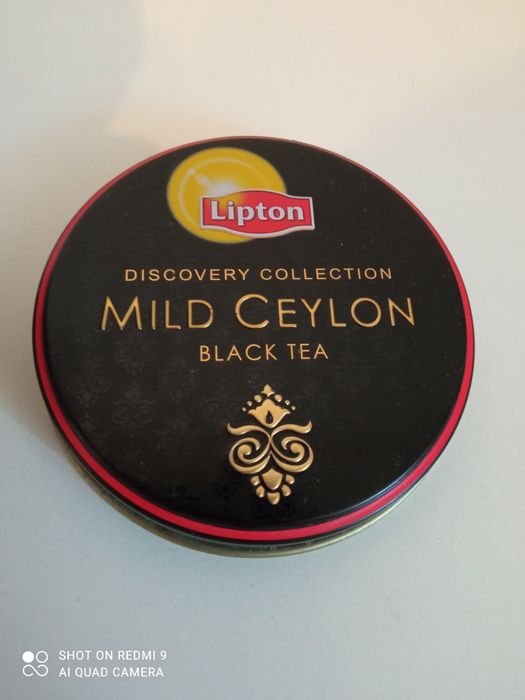 Lipton
DISCOVERY COLLECTION
MILD CEYLON
BLACK TEA
SHOT ON REDMI 9
AI QUAD CAMERA